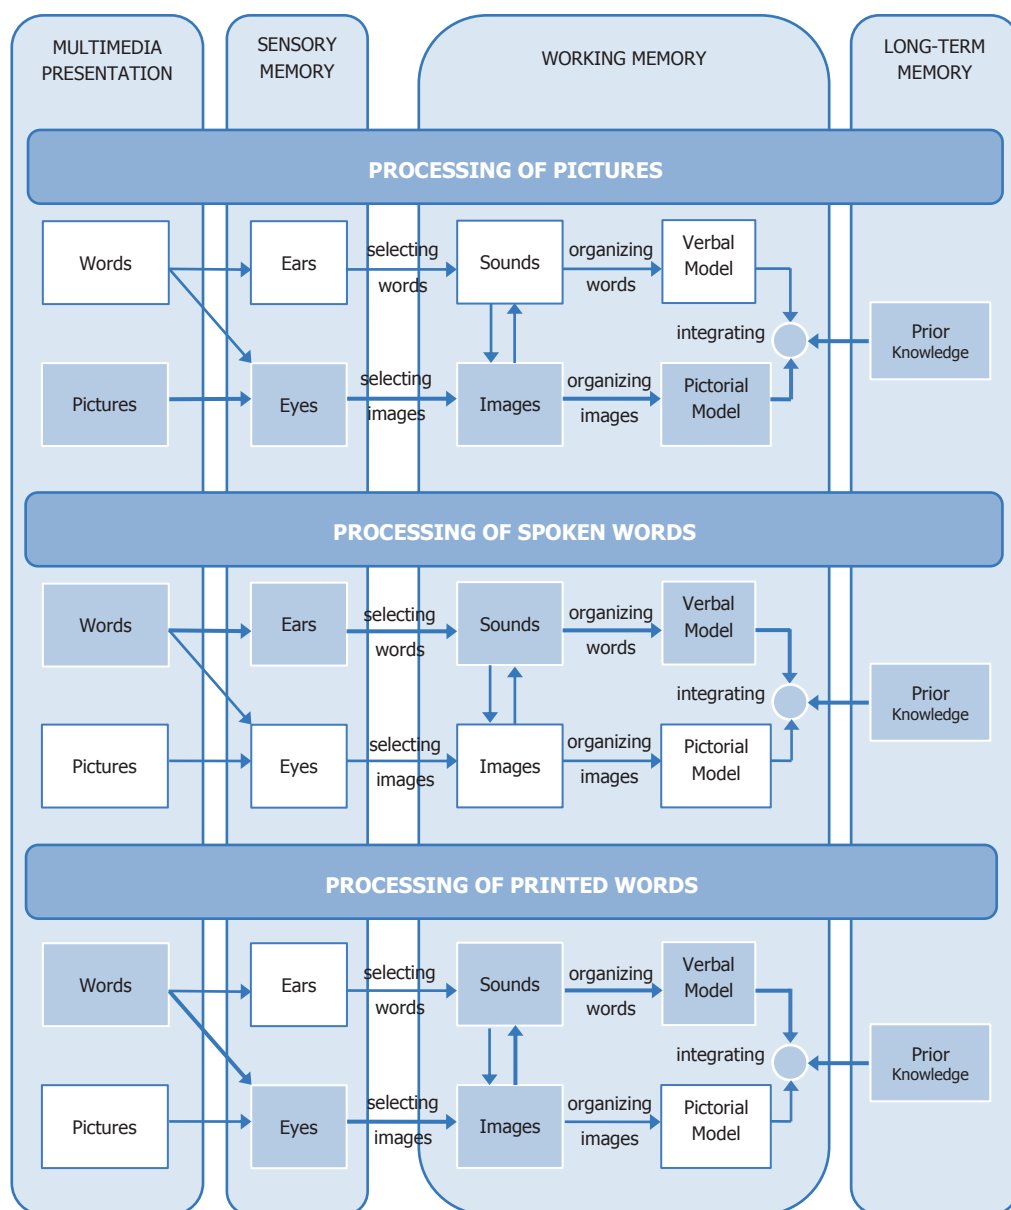 MULTIMEDIA
PRESENTATION
SENSORY
MEMORY
WORKING MEMORY
LONG-TERM
MEMORY
PROCESSING OF PICTURES
Words
Ears
selecting
words
Sounds
organizing
words
Verbal
Model
integrating
Prior
Knowledge
Pictures
Eyes
selecting
images
Images
organizing
images
Pictorial
Model
PROCESSING OF SPOKEN WORDS
Words
Ears
selecting
words
Sounds
organizing
words
Verbal
Model
integrating
Prior
Knowledge
Pictures
Eyes
selecting
images
Images
organizing
images
Pictorial
Model
PROCESSING OF PRINTED WORDS
Words
Ears
selecting
words
Sounds
organizing
words
Verbal
Model
integrating
Prior
Knowledge
Pictures
Eyes
selecting
images
Images
organizing
images
Pictorial
Model